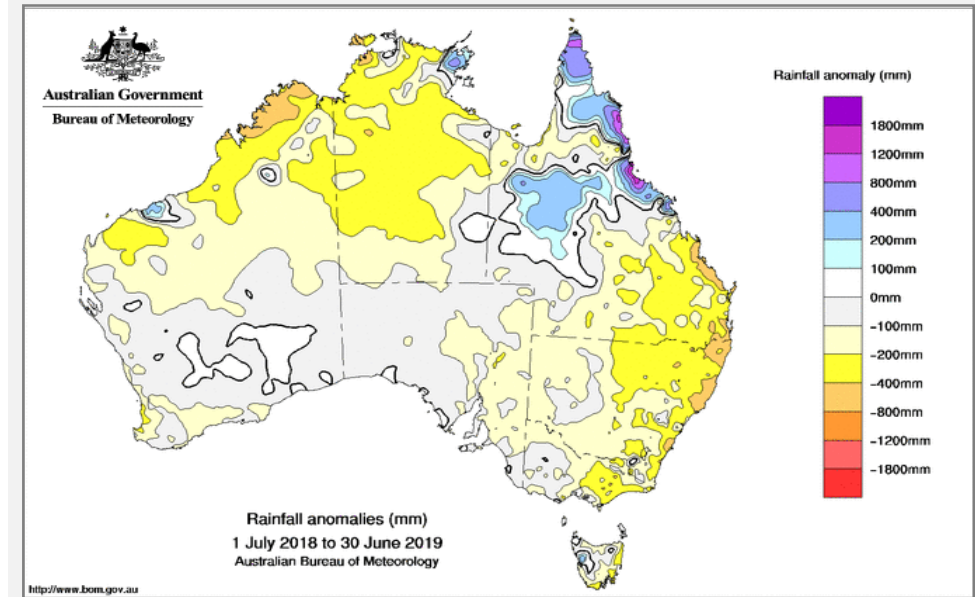 Australian Government
Bureau of Meteorology
Rainfall anomaly (mm)
1800mm
1200mm
800mm
400mm
200mm
100mm
0mm
-100mm
-200mm
-400mm
-800mm
-1200mm
-1800mm
Rainfall anomalies (mm)
1 July 2018 to 30 June 2019
Australian Bureau of Meteorology
http://www.bom.gov.au